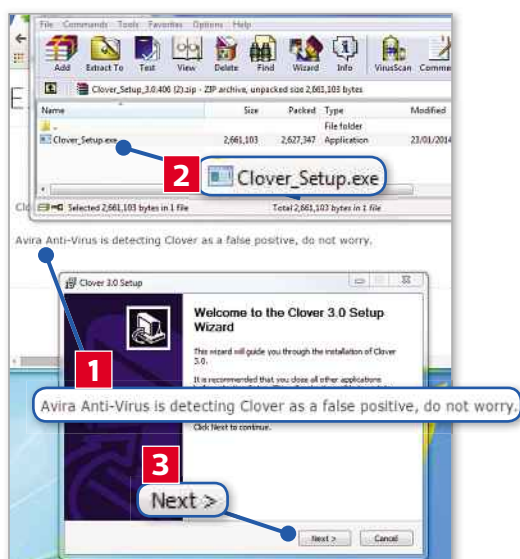 File Commands Tools Favorites Options Help
Add Extract To Test View Delete Find Wizard Info VirusScan
Clover_Setup_3.0.406 (2).zip - ZIP archive, unpacked size 2,661,103 bytes
Name Size Packed Type Modified
File folder
Clover_Setup.exe 2,661,103 2,627,347 Application 23/01/2014
2
Clover_Setup.exe
Selected 2,661,103 bytes in 1 file Total 2,661,103 bytes in 1 file
Avira Anti-Virus is detecting Clover as a false positive, do not worry.
Clover 3.0 Setup
Welcome to the Clover 3.0 Setup
Wizard
This wizard will guide you through the installation of Clover
3.0.
It is recommended that you close all other applications
1
Avira Anti-Virus is detecting Clover as a false positive, do not worry.
Click Next to continue.
3
Next >
Next > Cancel